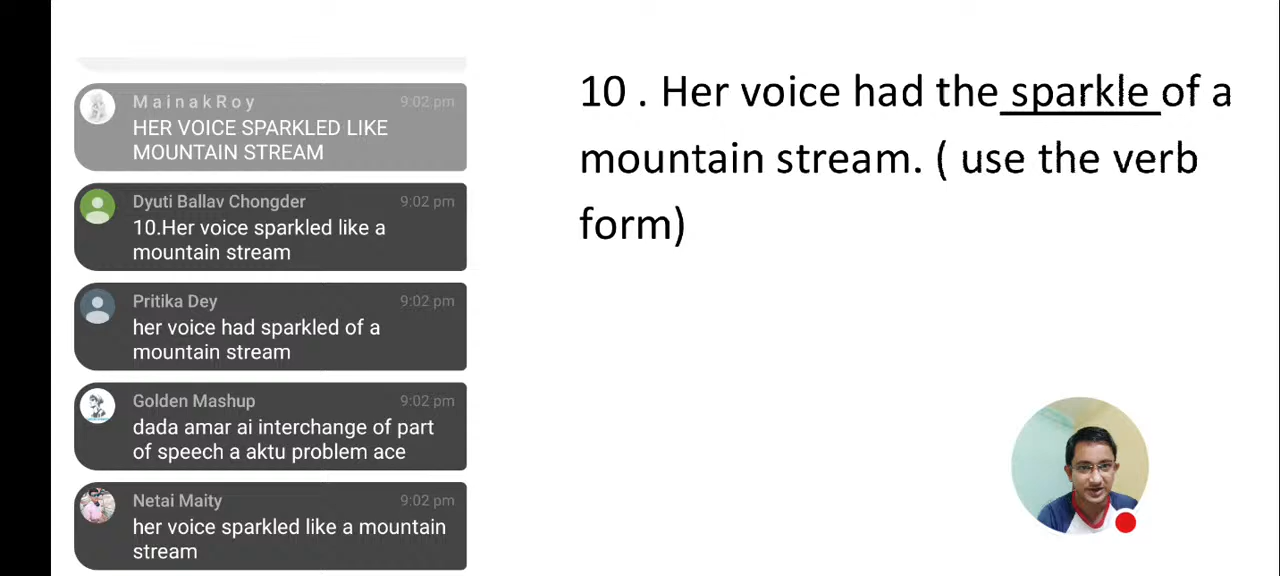 M a i n a k R o y 9:02 pm
HER VOICE SPARKLED LIKE
MOUNTAIN STREAM
Dyuti Ballav Chongder 9:02 pm
10.Her voice sparkled like a
mountain stream
Pritika Dey 9:02 pm
her voice had sparkled of a
mountain stream
Golden Mashup 9:02 pm
dada amar ai interchange of part
of speech a aktu problem ace
Netai Maity 9:02 pm
her voice sparkled like a mountain
stream
10 . Her voice had the sparkle of a
mountain stream. ( use the verb
form)